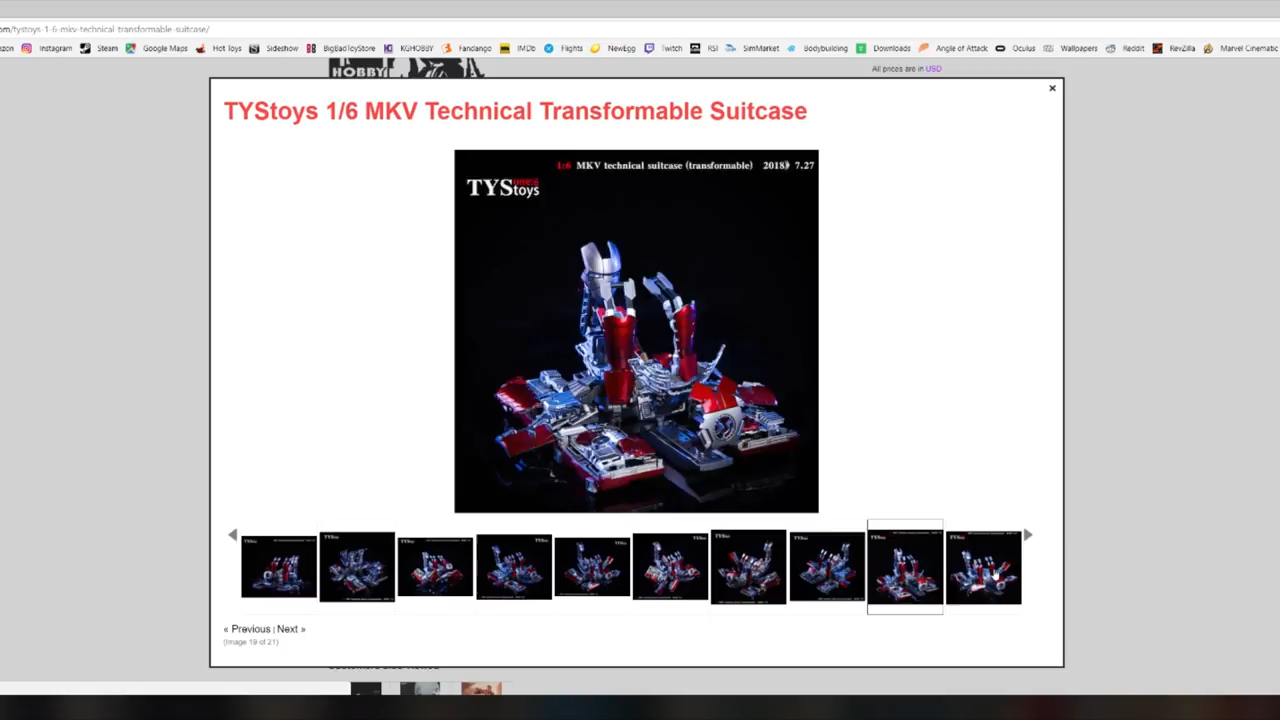 om/tystoys-1-6-mkv-technical-transformable-suitcase/
zon Instagram Steam Google Maps Hot Toys Sideshow BigBadToyStore KGHOBBY Fandango IMDb Flights NewEgg Twitch RSI SimMarket Bodybuilding Downloads Angle of Attack Oculus Wallpapers Reddit RevZilla Marvel Cinematic
HOBBY
All prices are in USD
TYStoys 1/6 MKV Technical Transformable Suitcase
1:6 MKV technical suitcase (transformable) 2018》 7.27
TYStoys
« Previous | Next »
(Image 19 of 21)